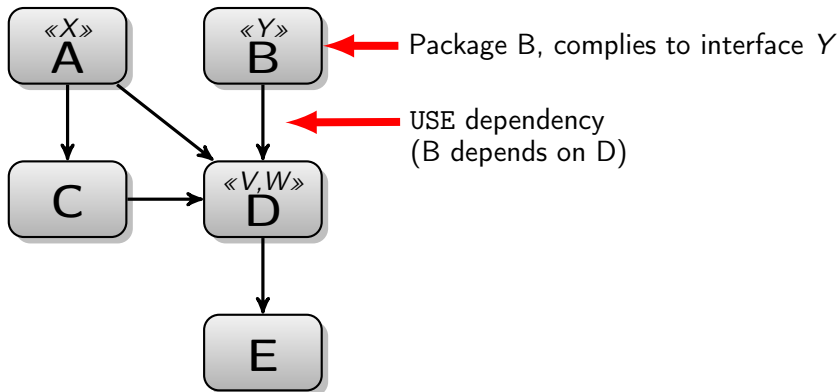 «X»
A
«Y»
B
Package B, complies to interface Y
USE dependency
(B depends on D)
C
«V,W»
D
E